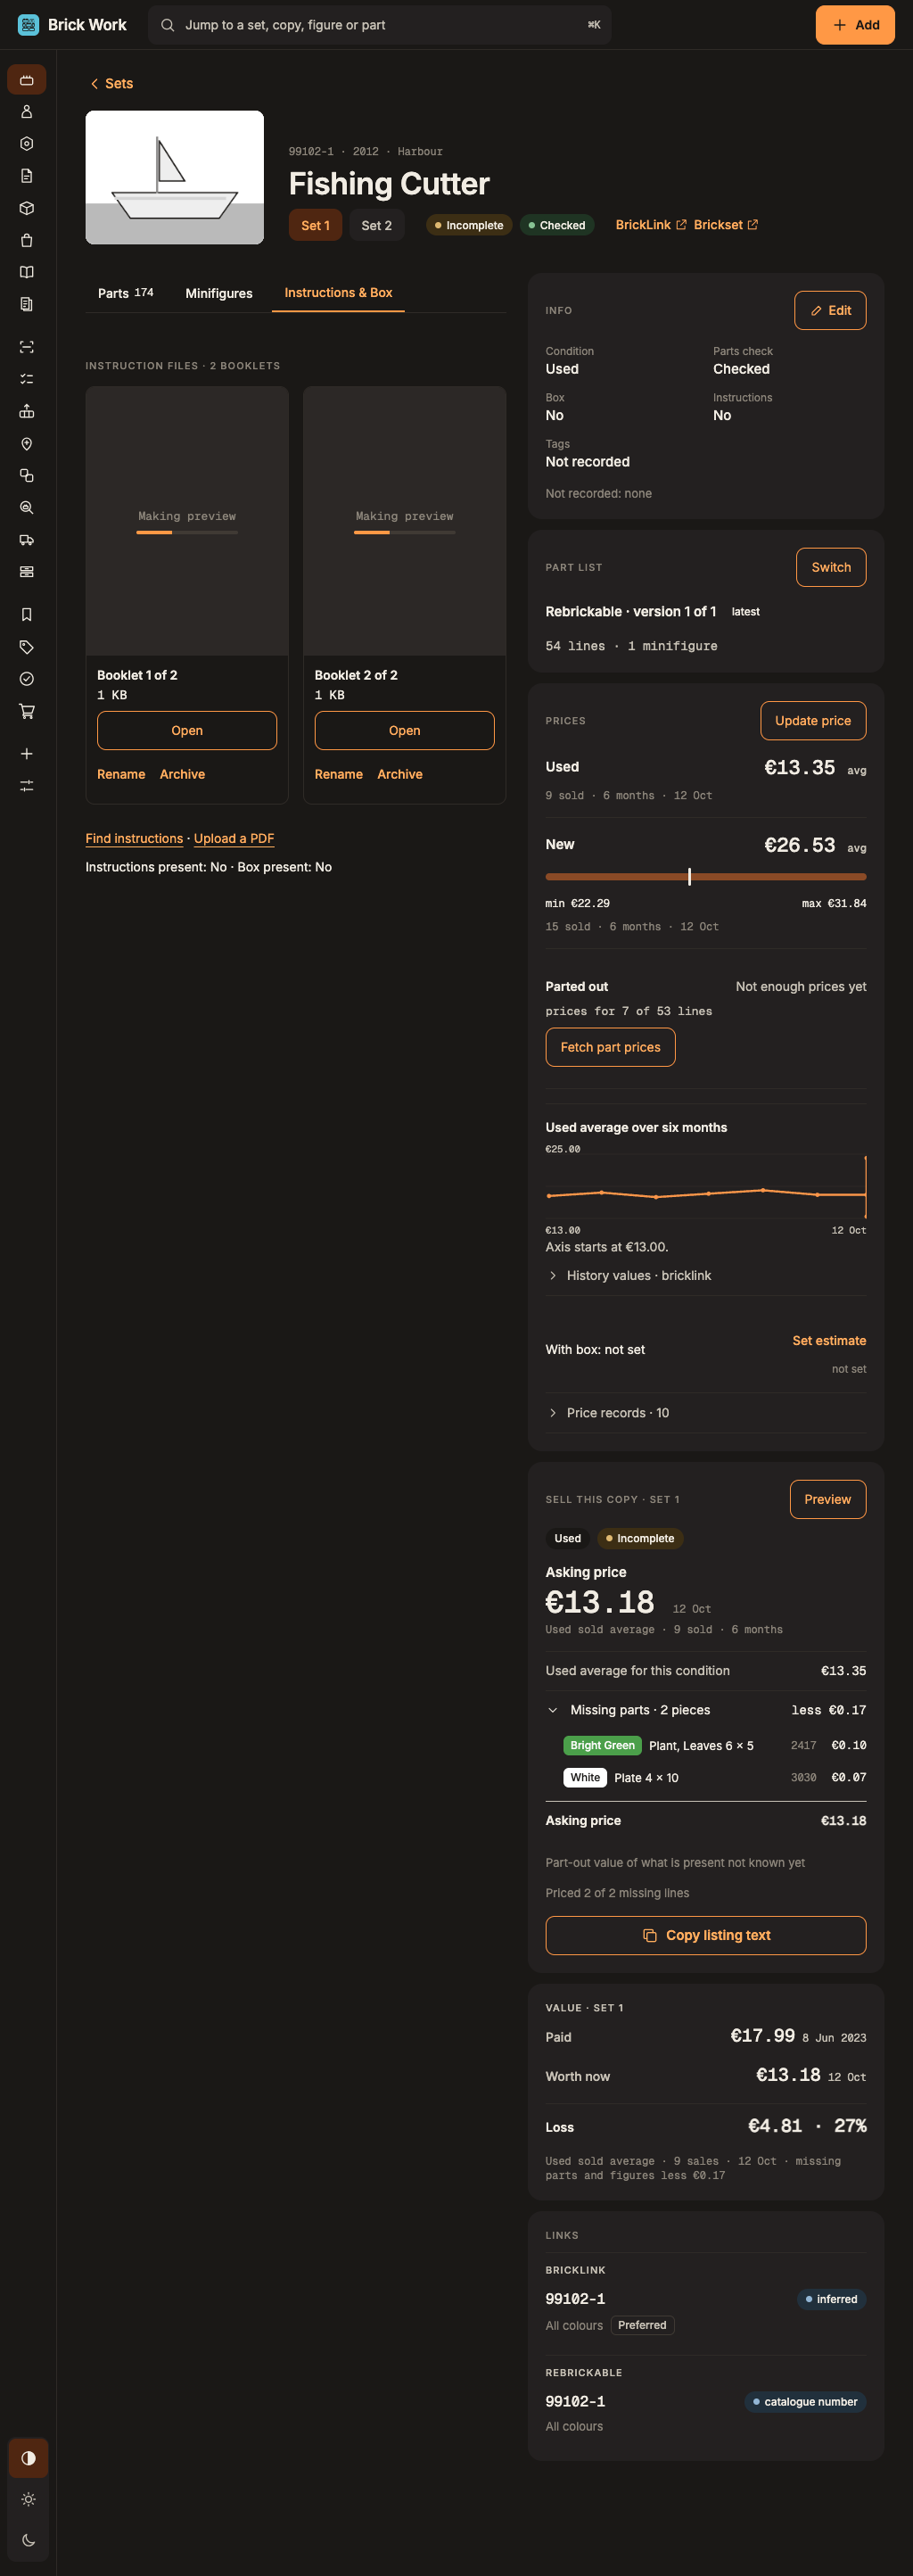 Brick Work
Jump to a set, copy, figure or part
⌘K
Add
Sets
99102-1 · 2012 · Harbour
Fishing Cutter
Set 1
Set 2
Incomplete
Checked
BrickLink
Brickset
Parts 174
Minifigures
Instructions & Box
INSTRUCTION FILES · 2 BOOKLETS
Making preview
Booklet 1 of 2
1 KB
Open
Rename
Archive
Making preview
Booklet 2 of 2
1 KB
Open
Rename
Archive
Find instructions · Upload a PDF
Instructions present: No · Box present: No
INFO
Edit
Condition
Used
Parts check
Checked
Box
No
Instructions
No
Tags
Not recorded
Not recorded: none
PART LIST
Switch
Rebrickable · version 1 of 1 latest
54 lines · 1 minifigure
PRICES
Update price
Used
€13.35 avg
9 sold · 6 months · 12 Oct
New
€26.53 avg
min €22.29
max €31.84
15 sold · 6 months · 12 Oct
Parted out
Not enough prices yet
prices for 7 of 53 lines
Fetch part prices
Used average over six months
€25.00
€13.00
12 Oct
Axis starts at €13.00.
History values · bricklink
With box: not set
Set estimate
not set
Price records · 10
SELL THIS COPY · SET 1
Preview
Used
Incomplete
Asking price
€13.18 12 Oct
Used sold average · 9 sold · 6 months
Used average for this condition €13.35
Missing parts · 2 pieces less €0.17
Bright Green Plant, Leaves 6 × 5 2417 €0.10
White Plate 4 × 10 3030 €0.07
Asking price €13.18
Part-out value of what is present not known yet
Priced 2 of 2 missing lines
Copy listing text
VALUE · SET 1
Paid €17.99 8 Jun 2023
Worth now €13.18 12 Oct
Loss €4.81 · 27%
Used sold average · 9 sales · 12 Oct · missing
parts and figures less €0.17
LINKS
BRICKLINK
99102-1
inferred
All colours Preferred
REBRICKABLE
99102-1
catalogue number
All colours